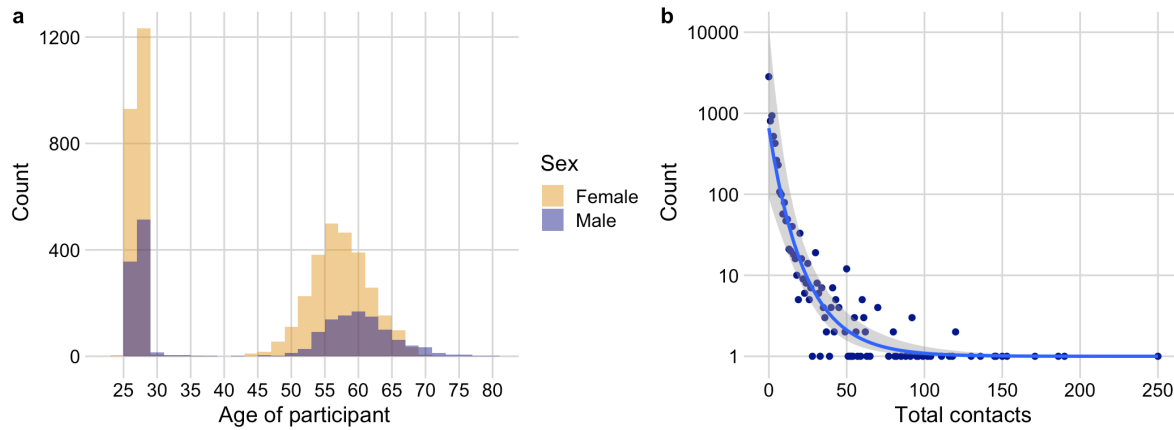 a
1200
800
400
0
Count
25 30 35 40 45 50 55 60 65 70 75 80
Age of participant
Sex
Female
Male
b
10000
1000
100
10
1
Count
0 50 100 150 200 250
Total contacts